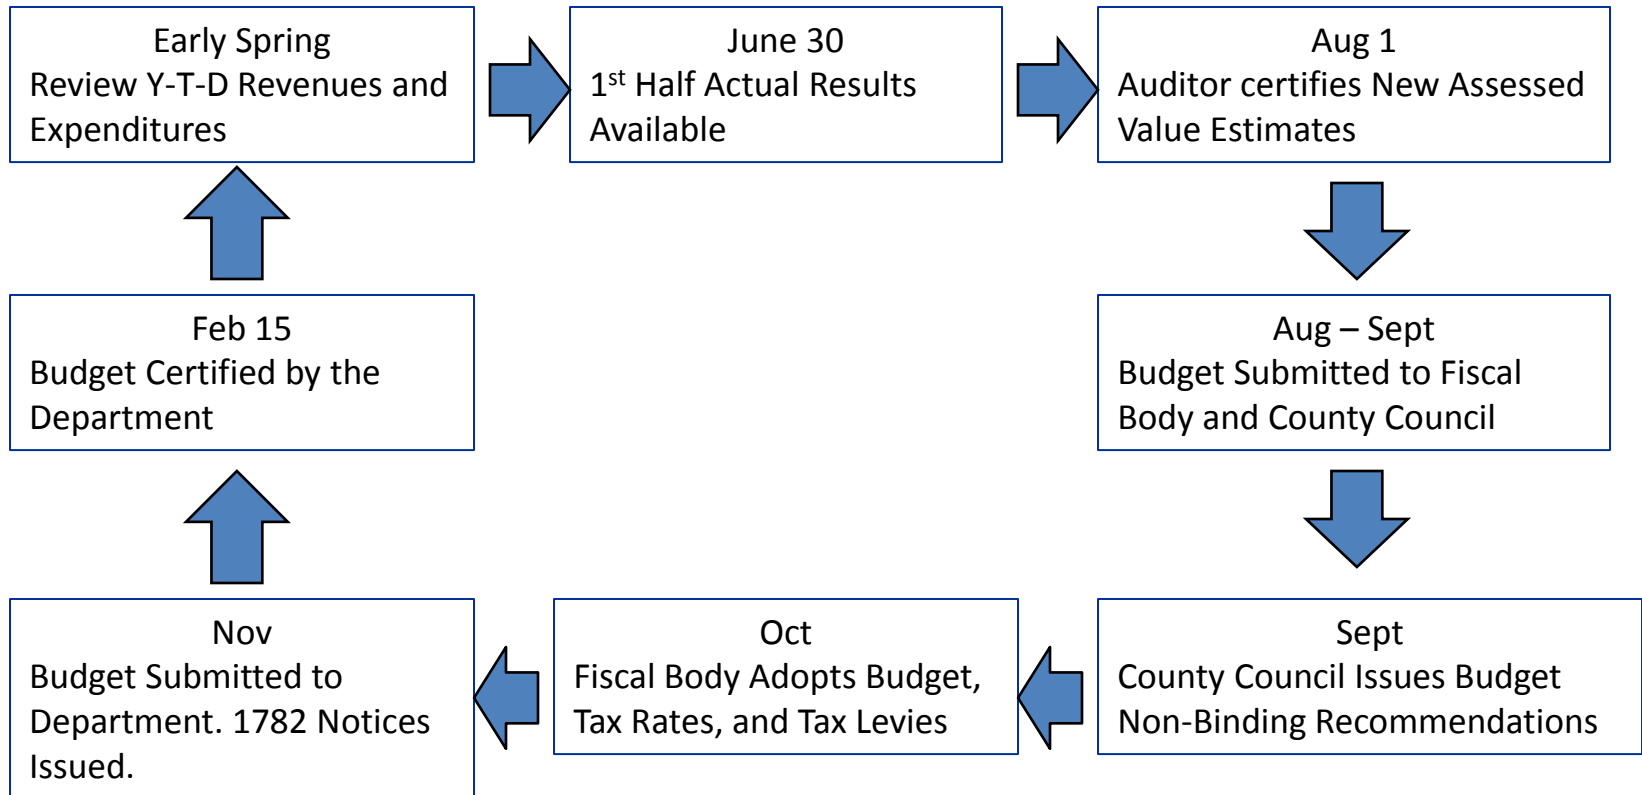 Early Spring
Review Y-T-D Revenues and
Expenditures
June 30
1st Half Actual Results
Available
Aug 1
Auditor certifies New Assessed
Value Estimates
Feb 15
Budget Certified by the
Department
Aug – Sept
Budget Submitted to Fiscal
Body and County Council
Nov
Budget Submitted to
Department. 1782 Notices
Issued.
Oct
Fiscal Body Adopts Budget,
Tax Rates, and Tax Levies
Sept
County Council Issues Budget
Non-Binding Recommendations